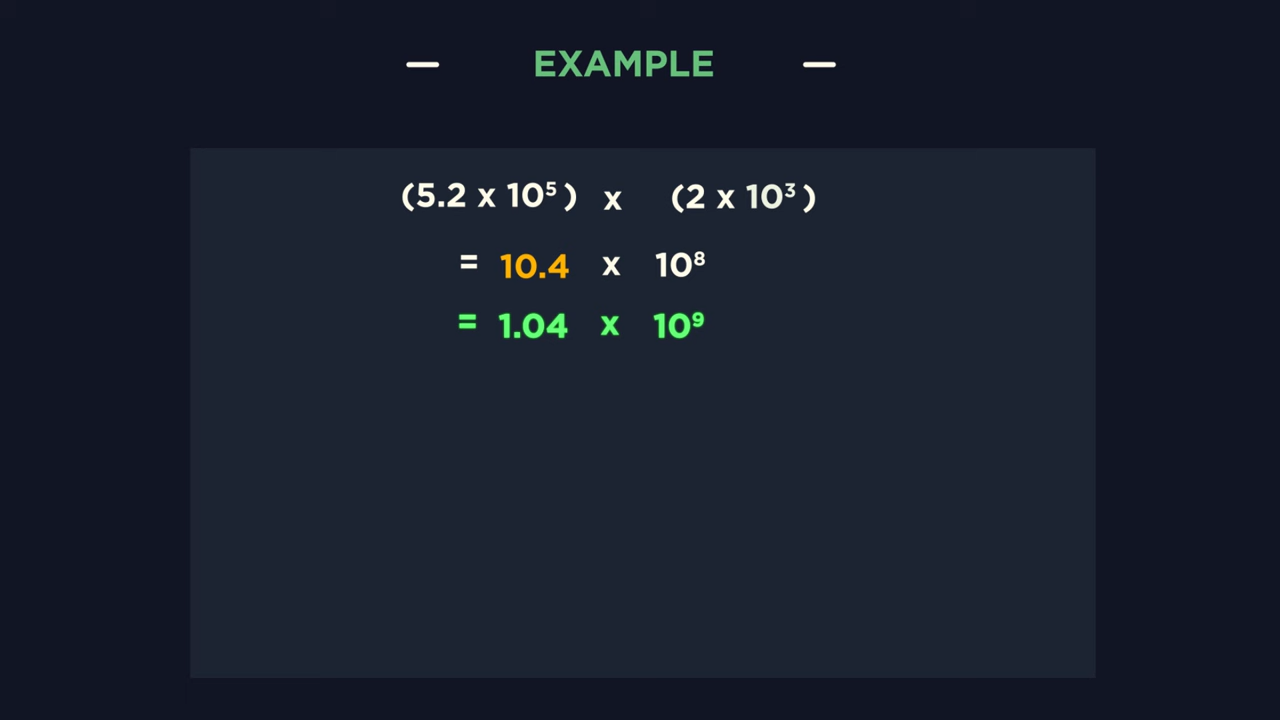 — EXAMPLE —
(5.2 x 10⁵ ) x (2 x 10³ )
= 10.4 x 10⁸
= 1.04 x 10⁹